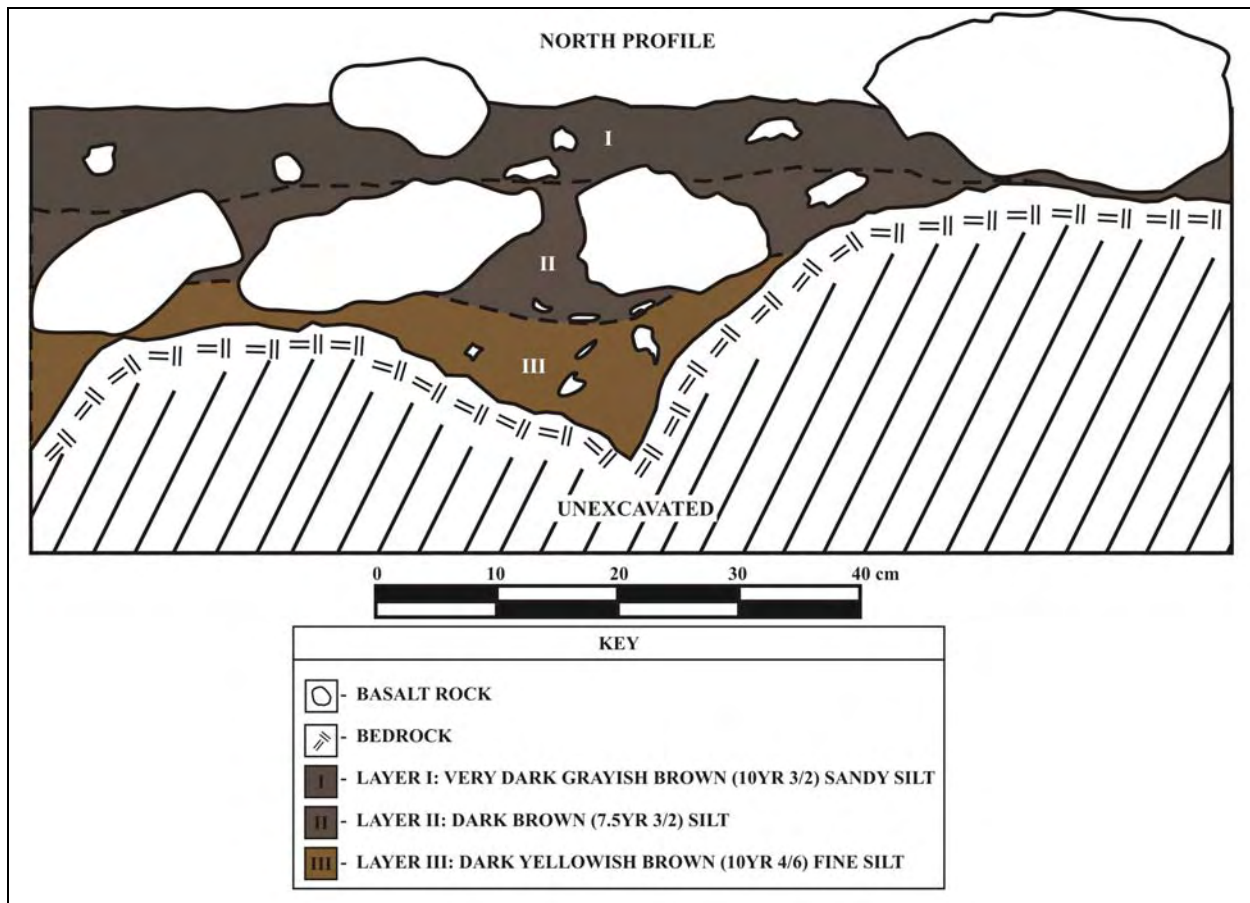 NORTH PROFILE
I
II
III
UNEXCAVATED
0 10 20 30 40 cm
KEY
- BASALT ROCK
- BEDROCK
I - LAYER I: VERY DARK GRAYISH BROWN (10YR 3/2) SANDY SILT
II - LAYER II: DARK BROWN (7.5YR 3/2) SILT
III - LAYER III: DARK YELLOWISH BROWN (10YR 4/6) FINE SILT